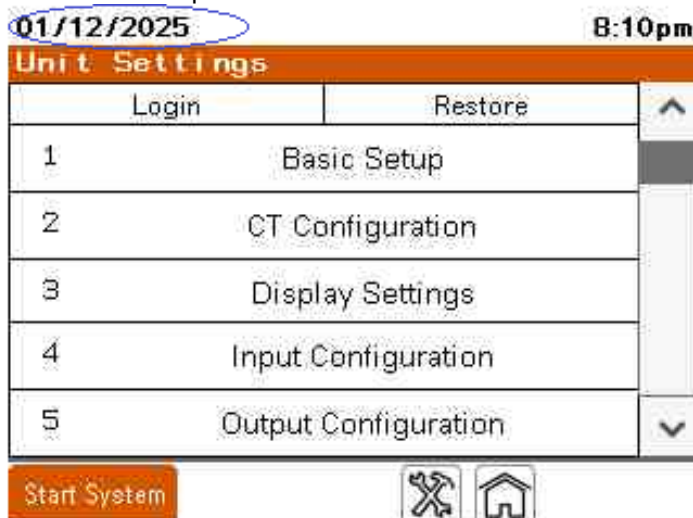 01/12/2025 8:10pm
Unit Settings
Login Restore
1 Basic Setup
2 CT Configuration
3 Display Settings
4 Input Configuration
5 Output Configuration
Start System